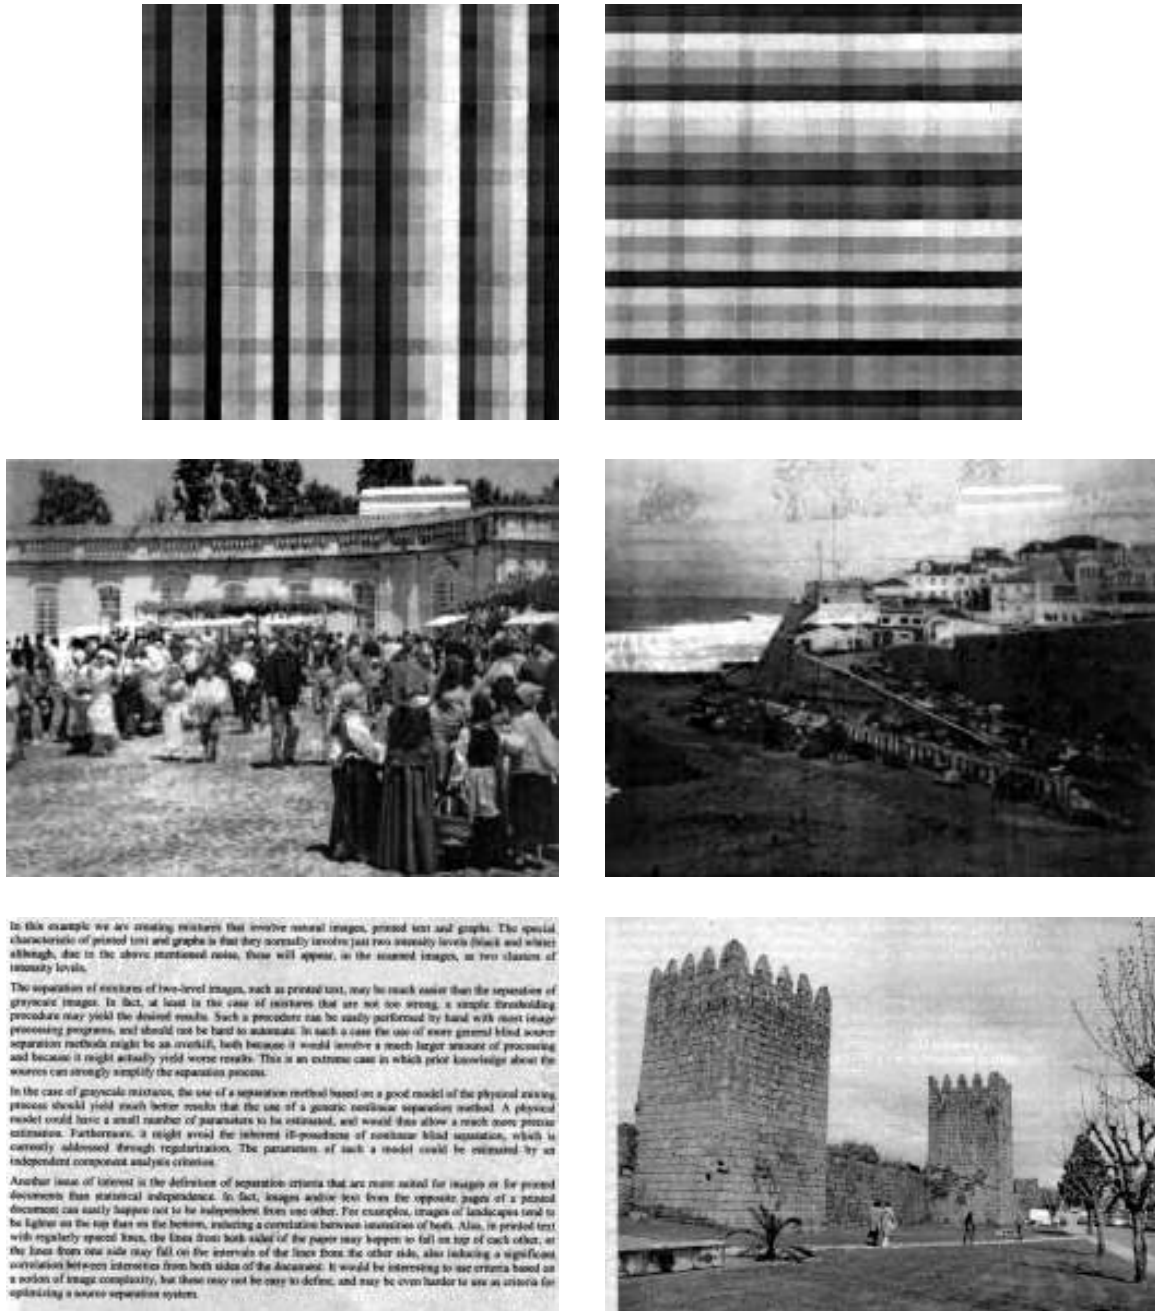 In this example we are creating mixtures that involve natural images, printed text and graphs. The special
characteristic of printed text and graphs is that they normally involve just two intensity levels (black and white)
although, due to the above mentioned noise, these will appear, in the scanned images, as two clusters of
intensity levels.
The separation of mixtures of two-level images, such as printed text, may be much easier than the separation of
grayscale images. In fact, at least in the case of mixtures that are not too strong, a simple thresholding
procedure may yield the desired results. Such a procedure can be easily performed by hand with most image
processing programs, and should not be hard to automate. In such a case the use of more general blind source
separation methods might be an overkill, both because it would involve a much larger amount of processing
and because it might actually yield worse results. This is an extreme case in which prior knowledge about the
sources can strongly simplify the separation process.
In the case of grayscale mixtures, the use of a separation method based on a good model of the physical mixing
process should yield much better results that the use of a generic nonlinear separation method. A physical
model could have a small number of parameters to be estimated, and would thus allow a much more precise
estimation. Furthermore, it might avoid the inherent ill-posedness of nonlinear blind separation, which is
currently addressed through regularization. The parameters of such a model could be estimated by an
independent component analysis criterion.
Another issue of interest is the definition of separation criteria that are more suited for images or for printed
documents than statistical independence. In fact, images and/or text from the opposite pages of a printed
document can easily happen not to be independent from one other. For examples, images of landscapes tend to
be lighter on the top than on the bottom, inducing a correlation between intensities of both. Also, in printed text
with regularly spaced lines, the lines from both sides of the paper may happen to fall on top of each other, or
the lines from one side may fall on the intervals of the lines from the other side, also inducing a significant
correlation between intensities from both sides of the document. It would be interesting to use criteria based on
a notion of image complexity, but these may not be easy to define, and may be even harder to use as criteria for
optimizing a source separation system.